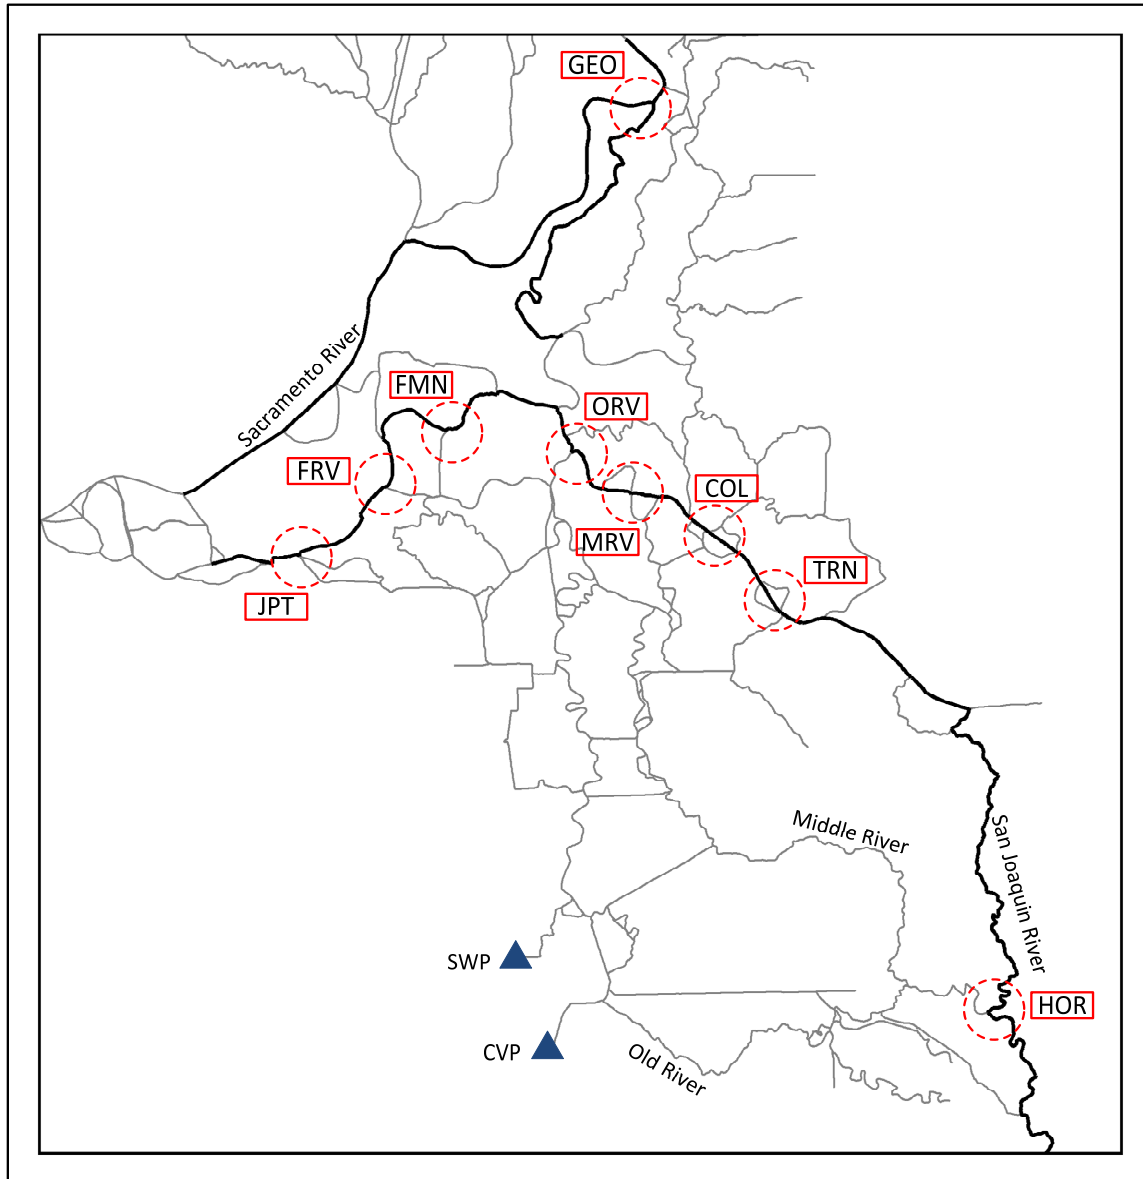 GEO
Sacramento River
FMN
ORV
FRV
COL
MRV
TRN
JPT
Middle River
San Joaquin River
SWP
HOR
CVP
Old River